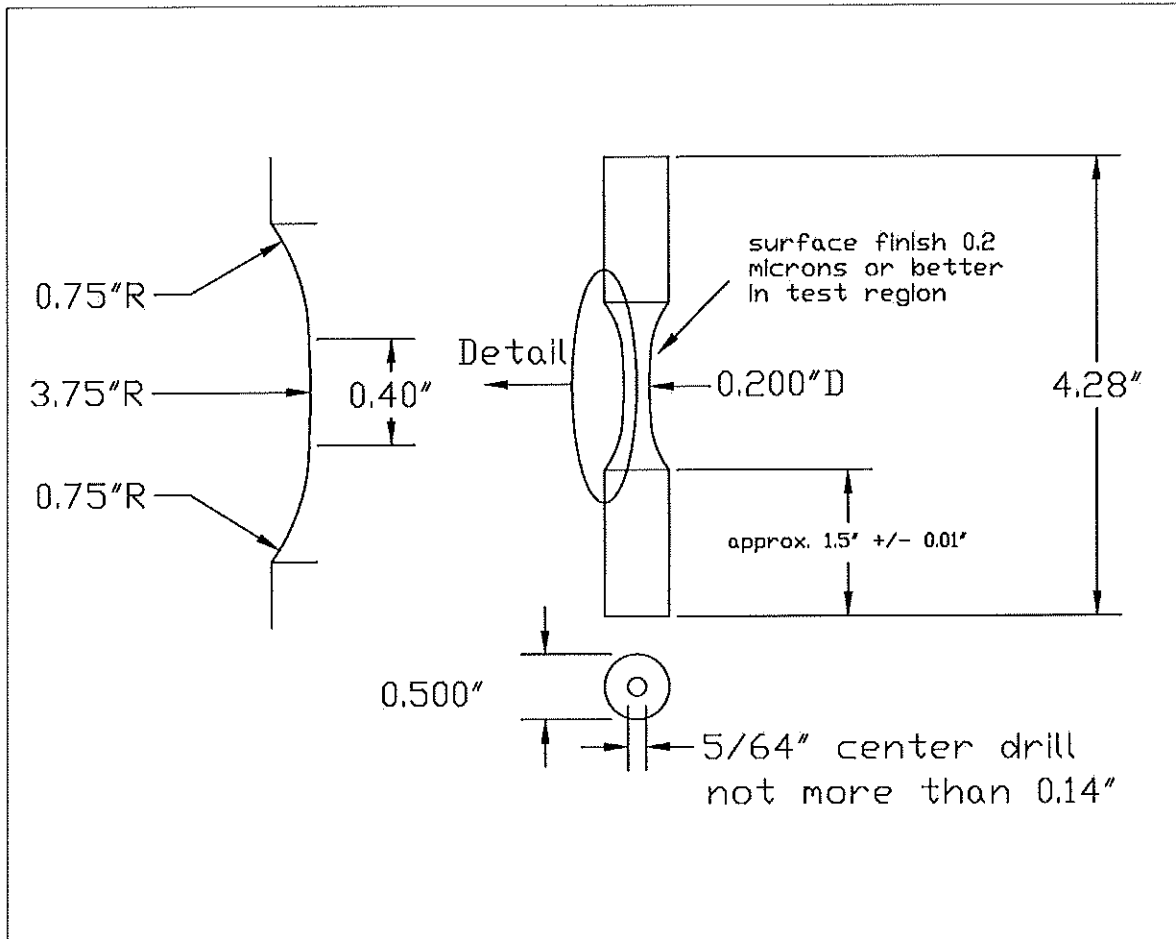 0.75"R
3.75"R
0.75"R
0.40"
Detail
surface finish 0.2
microns or better
in test region
0.200"D
4.28"
approx. 1.5" +/- 0.01"
0.500"
5/64" center drill
not more than 0.14"